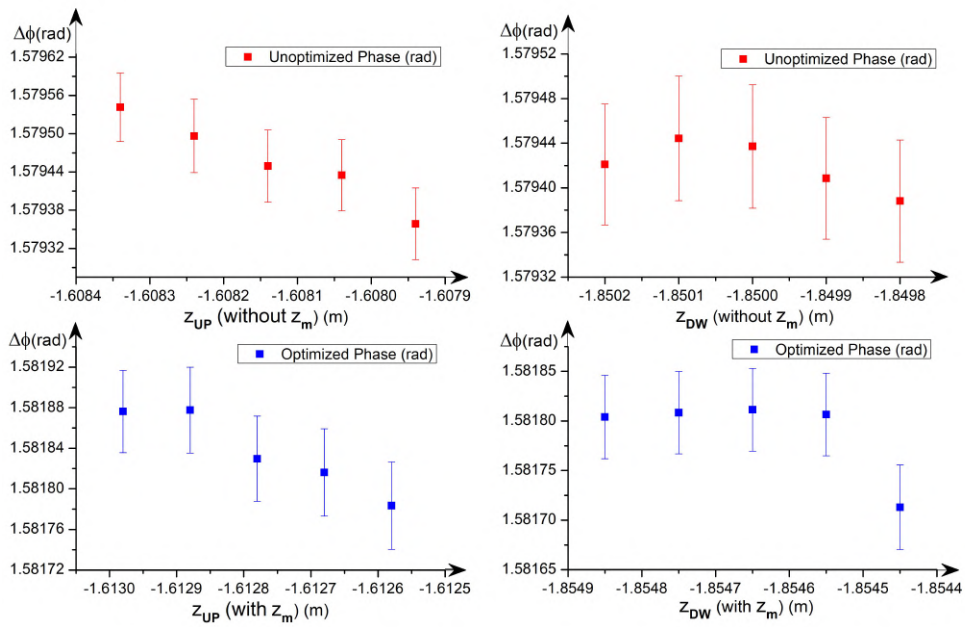 Δϕ(rad)
Unoptimized Phase (rad)
1.57962
1.57956
1.57950
1.57944
1.57938
1.57932
-1.6084 -1.6083 -1.6082 -1.6081 -1.6080 -1.6079
z_UP (without z_m) (m)
Δϕ(rad)
Unoptimized Phase (rad)
1.57952
1.57948
1.57944
1.57940
1.57936
1.57932
-1.8502 -1.8501 -1.8500 -1.8499 -1.8498
z_DW (without z_m) (m)
Δϕ(rad)
Optimized Phase (rad)
1.58192
1.58188
1.58184
1.58180
1.58176
1.58172
-1.6130 -1.6129 -1.6128 -1.6127 -1.6126 -1.6125
z_UP (with z_m) (m)
Δϕ(rad)
Optimized Phase (rad)
1.58185
1.58180
1.58175
1.58170
1.58165
-1.8549 -1.8548 -1.8547 -1.8546 -1.8545 -1.8544
z_DW (with z_m) (m)